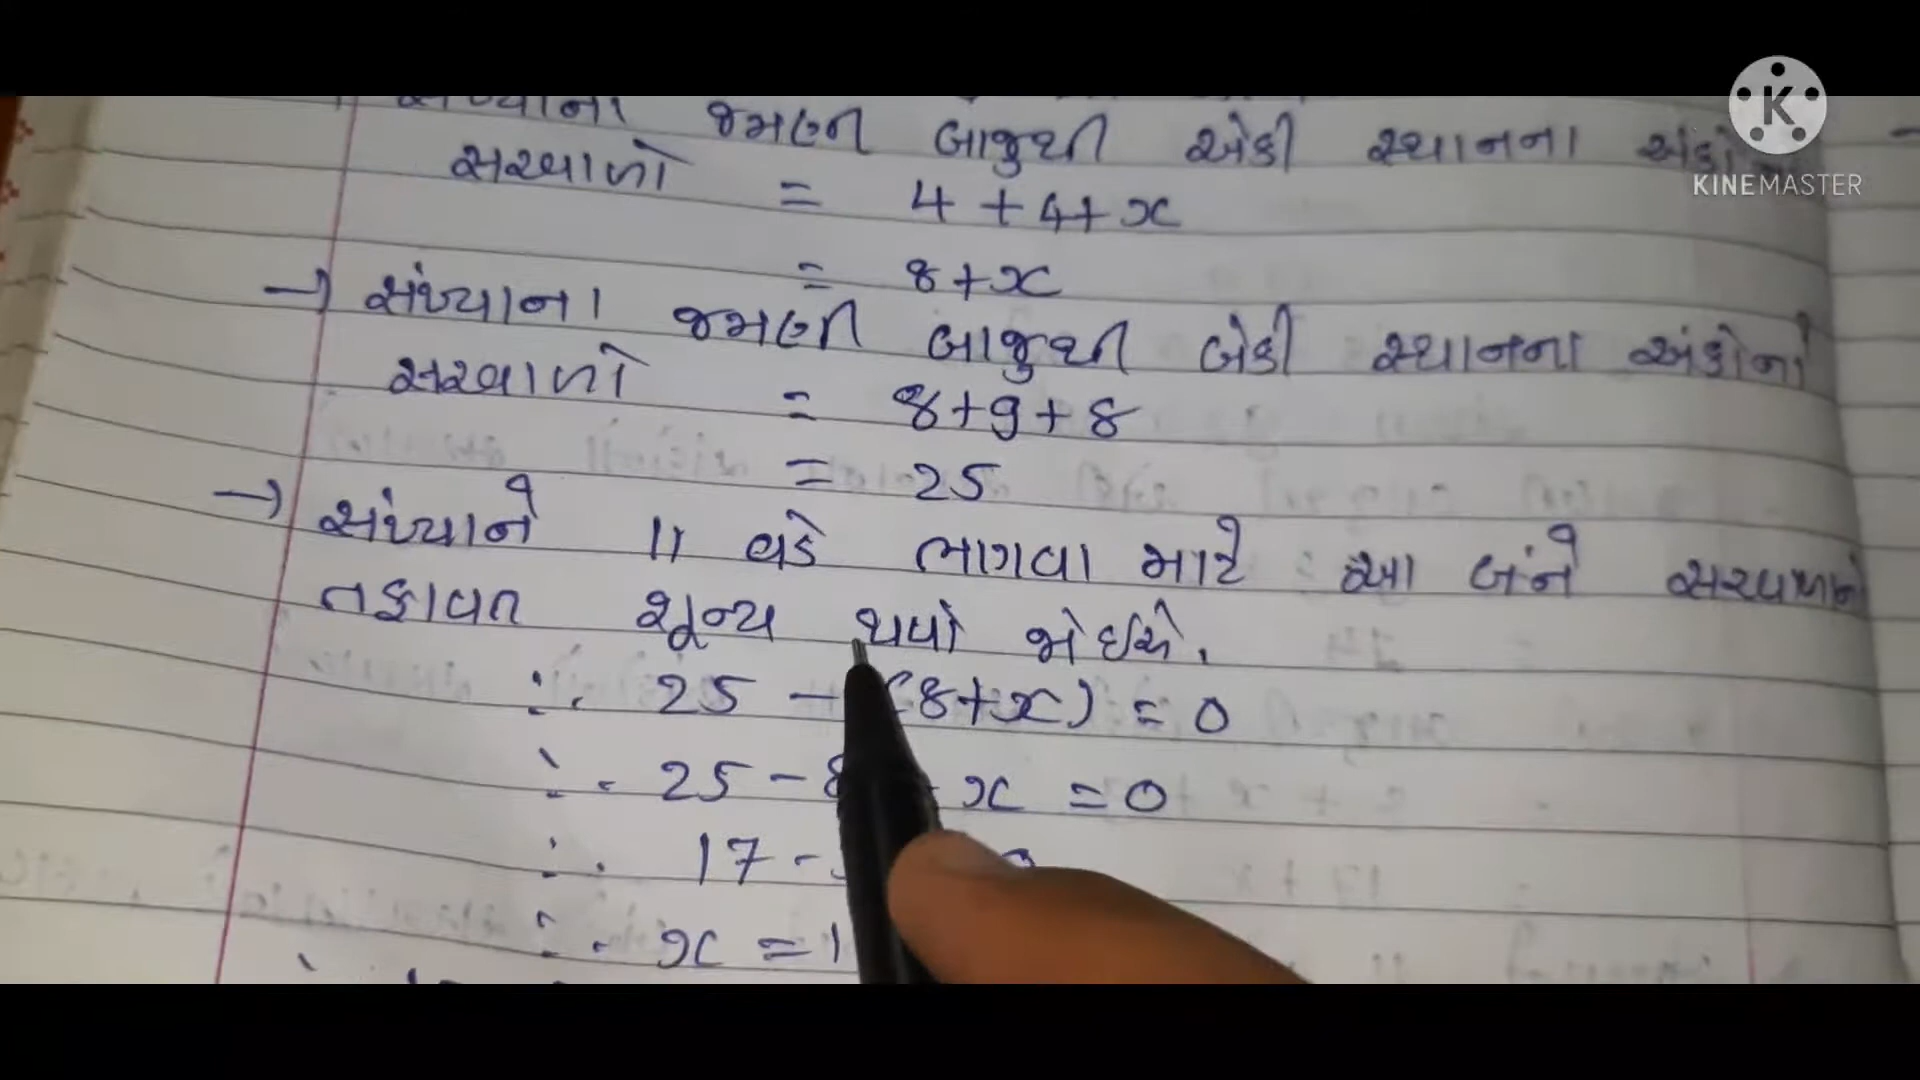 સંખ્યાના જમણી બાજુથી એકી સ્થાનના અંકોનો
સરવાળો = 4 + 4 + x
= 8 + x
→ સંખ્યાના જમણી બાજુથી બેકી સ્થાનના અંકોનો
સરવાળો = 8 + 9 + 8
= 25
→ સંખ્યાને 11 વડે ભાગવા માટે આ બંને સરવાળાનો
તફાવત શૂન્ય થવો જોઈએ.
∴ 25 - (8 + x) = 0
∴ 25 - 8 - x = 0
∴ 17 -
∴ x = 1
KINEMASTER